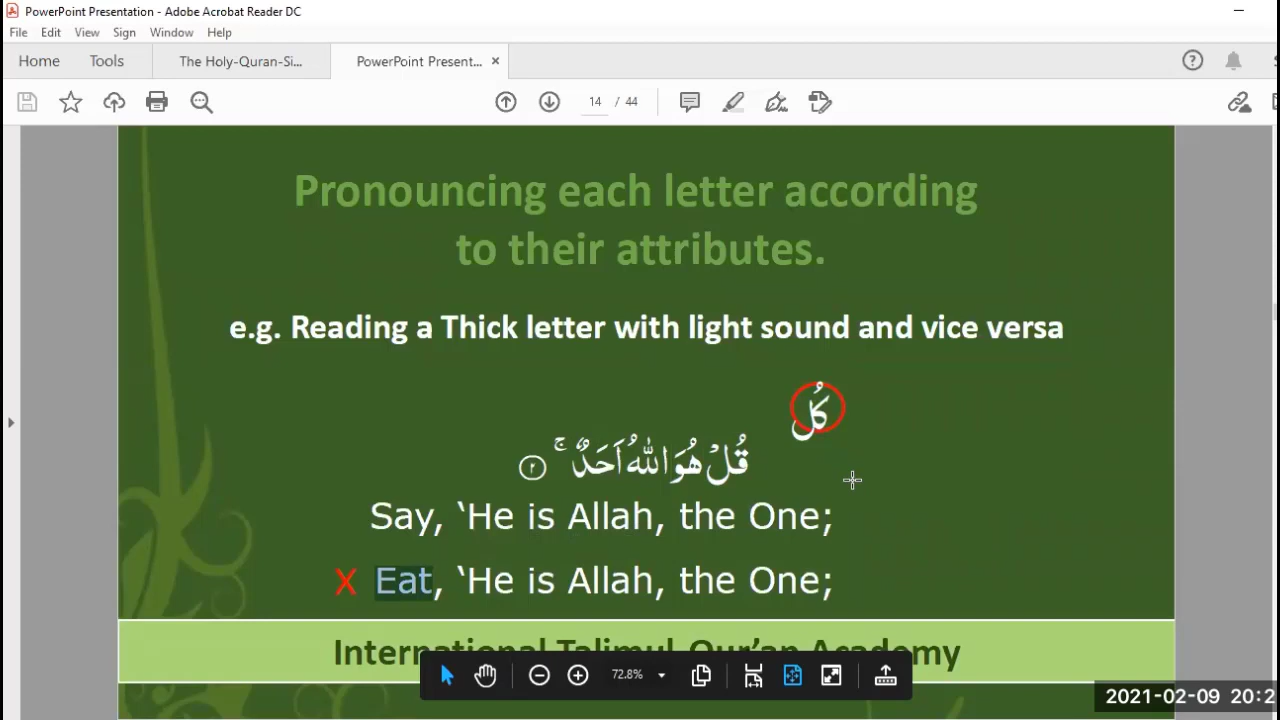 PowerPoint Presentation - Adobe Acrobat Reader DC
File Edit View Sign Window Help
Home Tools The Holy-Quran-Si... PowerPoint Present... ×
14 / 44
Pronouncing each letter according
to their attributes.
e.g. Reading a Thick letter with light sound and vice versa
كُل
قُلْ هُوَ اللّٰهُ اَحَدٌ ۚ ۲
Say, ‘He is Allah, the One;
X Eat, ‘He is Allah, the One;
International Talimul-Qur’an Academy
72.8%
2021-02-09 20:2